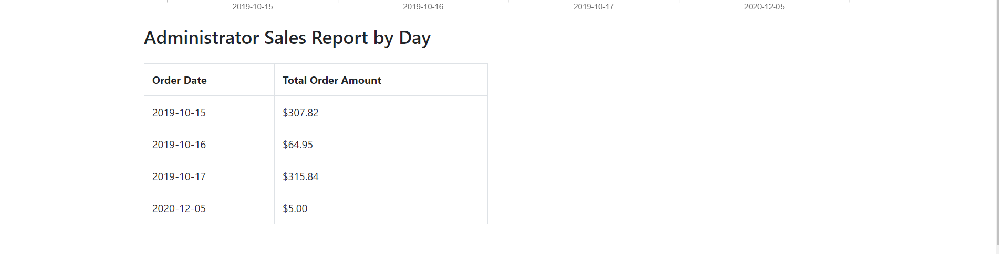 2019-10-15 2019-10-16 2019-10-17 2020-12-05
Administrator Sales Report by Day
Order Date Total Order Amount
2019-10-15 $307.82
2019-10-16 $64.95
2019-10-17 $315.84
2020-12-05 $5.00